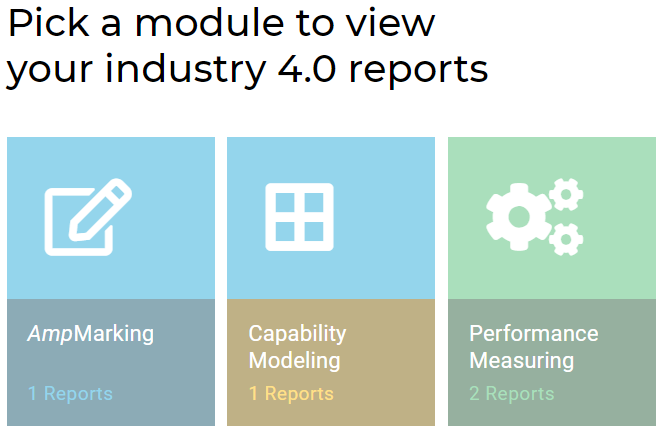 Pick a module to view
your industry 4.0 reports
AmpMarking
1 Reports
Capability
Modeling
1 Reports
Performance
Measuring
2 Reports